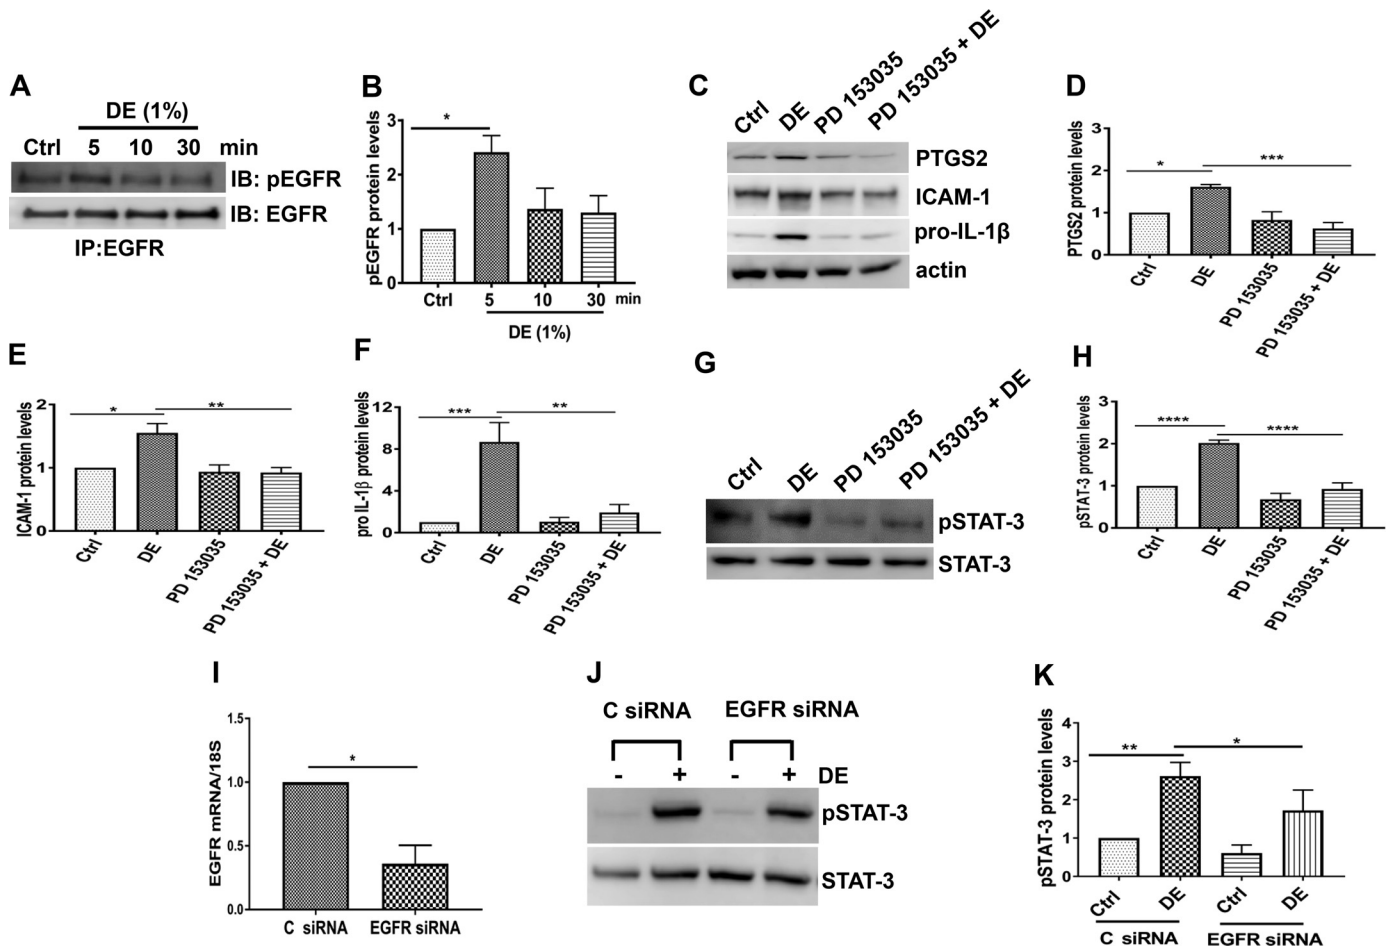 A
DE (1%)
Ctrl 5 10 30 min
IB: pEGFR
IB: EGFR
IP:EGFR
B
pEGFR protein levels
3
2
1
0
*
Ctrl 5 10 30 min
DE (1%)
C
Ctrl DE PD 153035 PD 153035 + DE
PTGS2
ICAM-1
pro-IL-1β
actin
D
PTGS2 protein levels
3
2
1
0
* ***
Ctrl DE PD 153035 PD 153035 + DE
E
ICAM-1 protein levels
2
1
0
* **
Ctrl DE PD 153035 PD 153035 + DE
F
pro IL-1β protein levels
12
8
4
0
*** **
Ctrl DE PD 153035 PD 153035 + DE
G
Ctrl DE PD 153035 PD 153035 + DE
pSTAT-3
STAT-3
H
pSTAT-3 protein levels
3
2
1
0
**** ****
Ctrl DE PD 153035 PD 153035 + DE
I
EGFR mRNA/18S
1.5
1.0
0.5
0.0
*
C siRNA EGFR siRNA
J
C siRNA EGFR siRNA
- + - + DE
pSTAT-3
STAT-3
K
pSTAT-3 protein levels
4
3
2
1
0
** *
Ctrl DE Ctrl DE
C siRNA EGFR siRNA